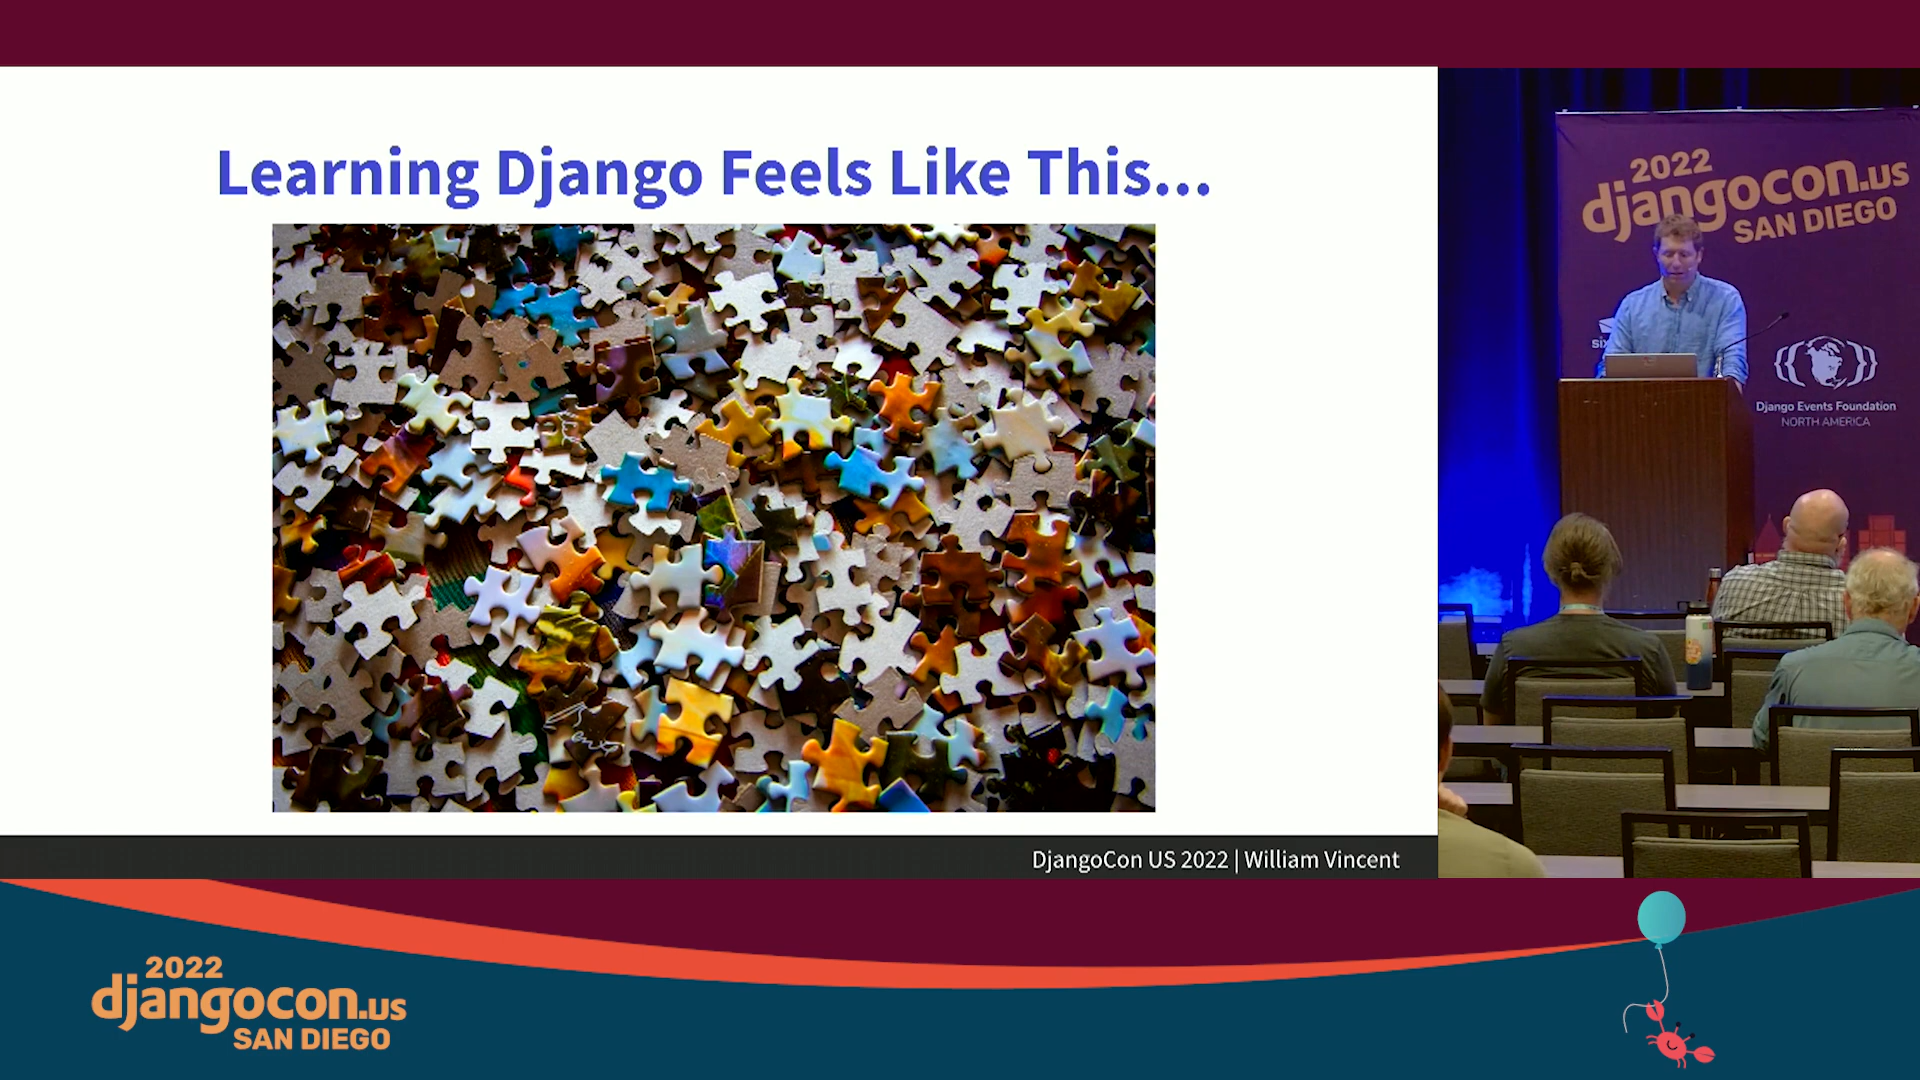 Learning Django Feels Like This...
DjangoCon US 2022 | William Vincent
2022
djangocon.us
SAN DIEGO
Django Events Foundation
NORTH AMERICA
2022
djangocon.us
SAN DIEGO